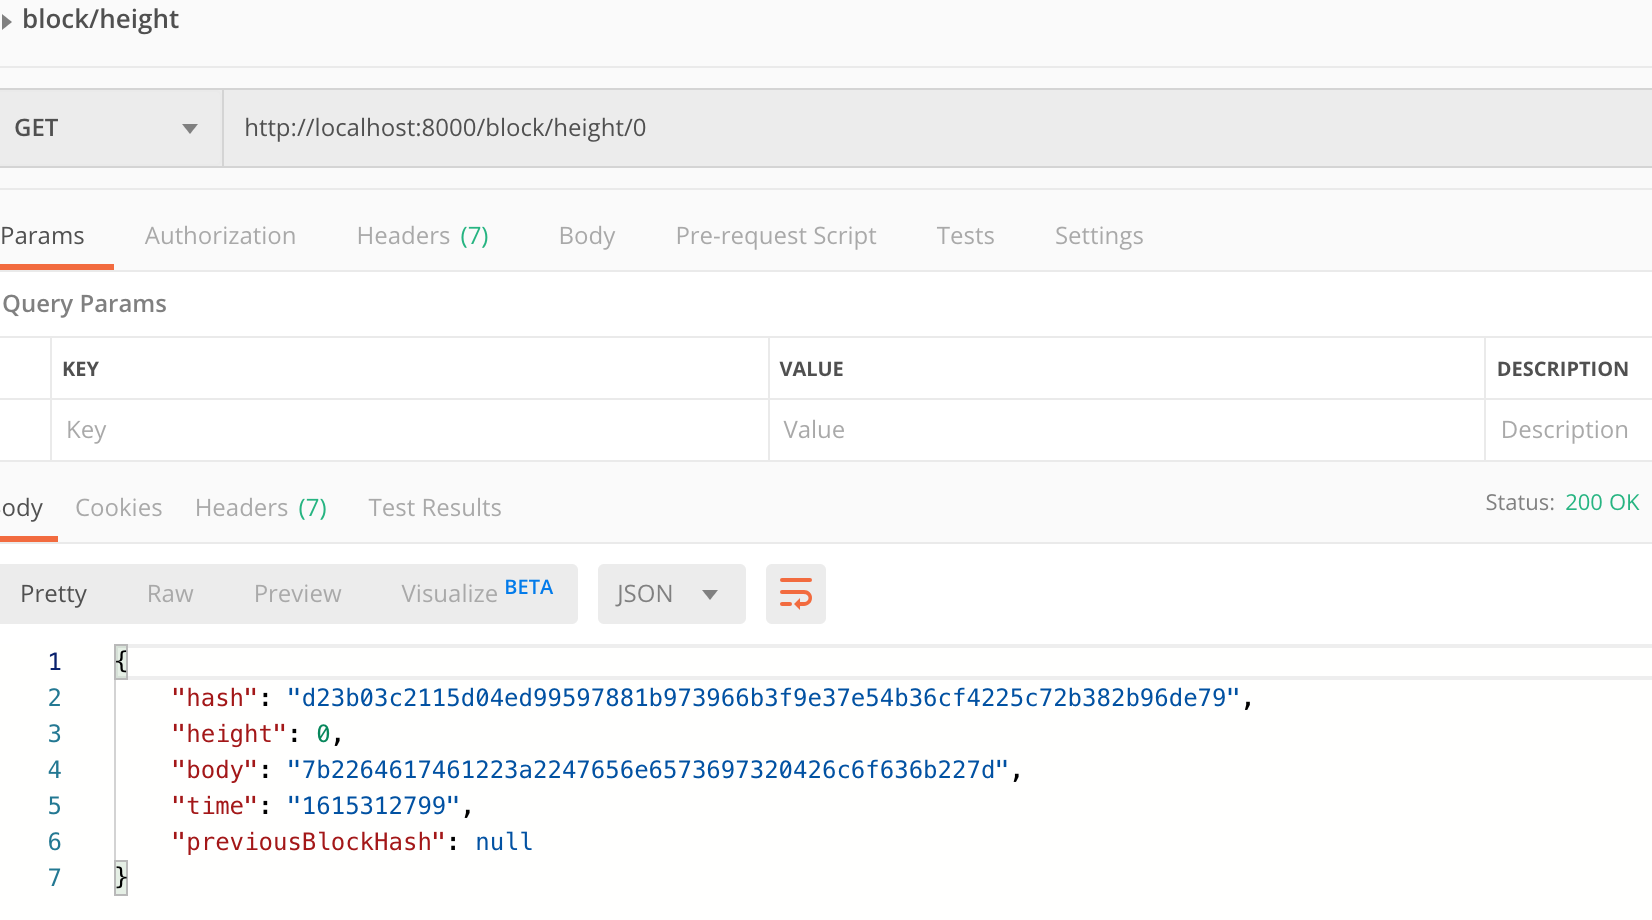 block/height
GET http://localhost:8000/block/height/0
Params Authorization Headers (7) Body Pre-request Script Tests Settings
Query Params
KEY VALUE DESCRIPTION
Key Value Description
ody Cookies Headers (7) Test Results Status: 200 OK
Pretty Raw Preview Visualize BETA JSON
1 {
2 "hash": "d23b03c2115d04ed99597881b973966b3f9e37e54b36cf4225c72b382b96de79",
3 "height": 0,
4 "body": "7b2264617461223a2247656e6573697320426c6f636b227d",
5 "time": "1615312799",
6 "previousBlockHash": null
7 }